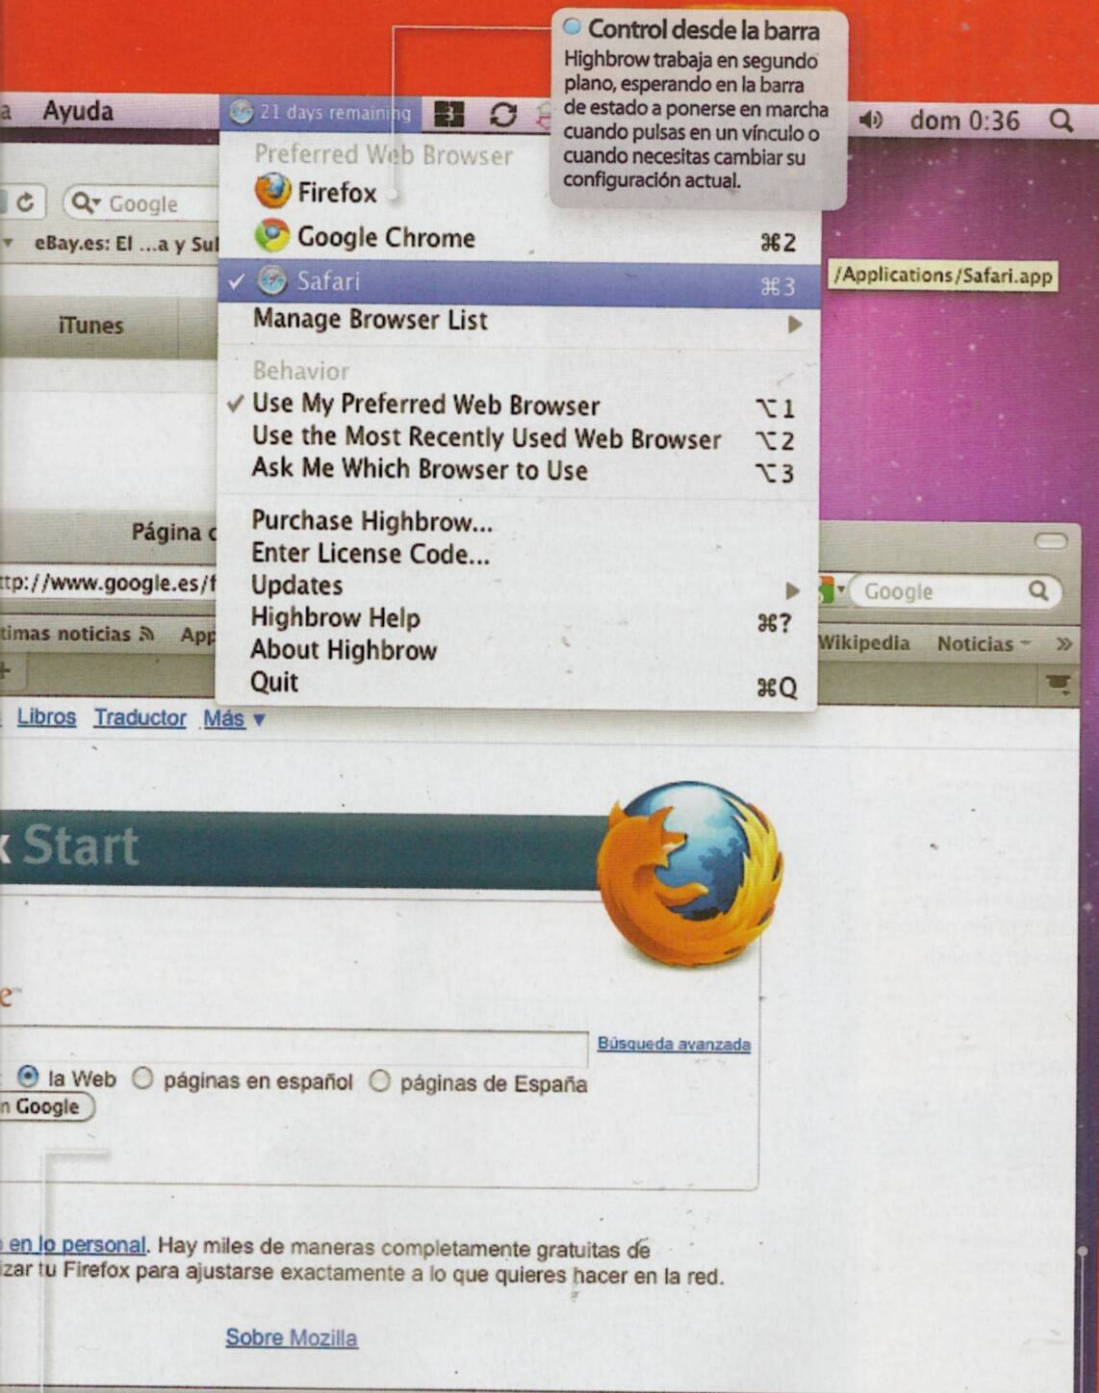 Control desde la barra
Highbrow trabaja en segundo
plano, esperando en la barra
de estado a ponerse en marcha
cuando pulsas en un vínculo o
cuando necesitas cambiar su
configuración actual.
a Ayuda
21 days remaining
3
dom 0:36
Preferred Web Browser
Firefox
Google Chrome ⌘2
✓ Safari ⌘3
/Applications/Safari.app
Manage Browser List ▶
Behavior
✓ Use My Preferred Web Browser ⌥1
Use the Most Recently Used Web Browser ⌥2
Ask Me Which Browser to Use ⌥3
Purchase Highbrow...
Enter License Code...
Updates ▶
Highbrow Help ⌘?
About Highbrow
Quit ⌘Q
Google
eBay.es: El ...a y Sul
iTunes
Página c
ttp://www.google.es/f
Google
timas noticias
App
Wikipedia Noticias
»
+
Libros Traductor Más ▼
x Start
e™
Búsqueda avanzada
la Web páginas en español páginas de España
n Google
en lo personal. Hay miles de maneras completamente gratuitas de
izar tu Firefox para ajustarse exactamente a lo que quieres hacer en la red.
Sobre Mozilla